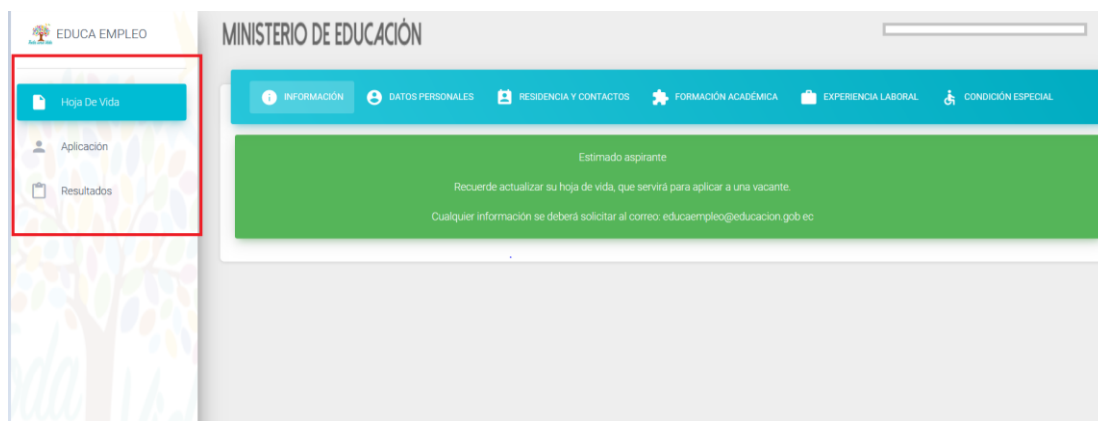 EDUCA EMPLEO
MINISTERIO DE EDUCACIÓN
Hoja De Vida
Aplicación
Resultados
INFORMACIÓN
DATOS PERSONALES
RESIDENCIA Y CONTACTOS
FORMACIÓN ACADÉMICA
EXPERIENCIA LABORAL
CONDICIÓN ESPECIAL
Estimado aspirante
Recuerde actualizar su hoja de vida, que servirá para aplicar a una vacante.
Cualquier información se deberá solicitar al correo: educaempleo@educacion.gob ec